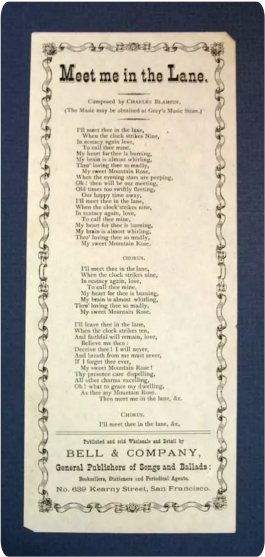 Meet me in the Lane.
Composed by CHARLES BLAMPIN.
(The Music may be obtained at Gray's Music Store.)
I'll meet thee in the lane,
When the clock strikes Nine,
In ecstacy again love,
To call thee mine,
My heart for thee is burning,
My brain is almost whirling,
Thro' loving thee so madly,
My sweet Mountain Rose,
When the evening stars are peeping,
Oh! then will be our meeting,
Old times too swiftly fleeting,
Our happy time away.
I'll meet thee in the lane,
When the clock strikes nine,
In ecstacy again, love,
To call thee mine,
My heart for thee is burning,
My brain is almost whirling,
Thro' loving thee so madly,
My sweet Mountain Rose.
CHORUS.
I'll meet thee in the lane,
When the clock strikes nine,
In ecstacy again, love,
To call thee mine,
My heart for thee is burning,
My brain is almost whirling,
Thro' loving thee so madly,
My sweet Mountain Rose.
I'll leave thee in the lane,
When the clock strikes ten,
And faithful will remain, love,
Believe me then!
Deceive thee! I will never,
And from me must never,
If I forget thee ever,
My sweet Mountain Rose!
Thy presence care dispelling,
All other charms excelling,
Oh! what to grace my dwelling,
As thee my Mountain Rose,
Then meet me in the lane, &c.
CHORUS.
I'll meet thee in the lane, &c.
Published and sold Wholesale and Retail by
BELL & COMPANY,
General Publishers of Songs and Ballads:
Booksellers, Stationers and Periodical Agents.
No. 639 Kearny Street, San Francisco.